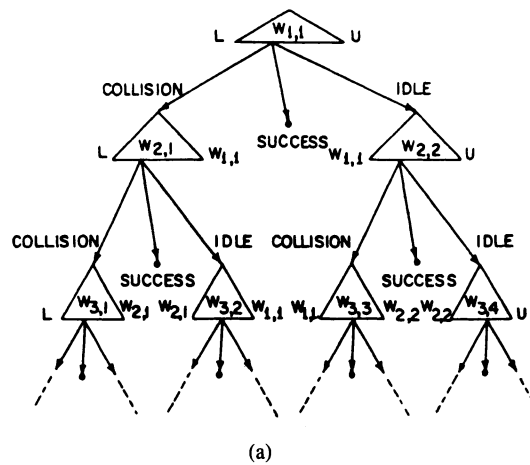 L W1,1 U
COLLISION IDLE
SUCCESS
L W2,1 W1,1 W1,1 W2,2 U
COLLISION IDLE COLLISION IDLE
SUCCESS SUCCESS
L W3,1 W2,1 W2,1 W3,2 W1,1 W1,1 W3,3 W2,2 W2,2 W3,4 U
(a)